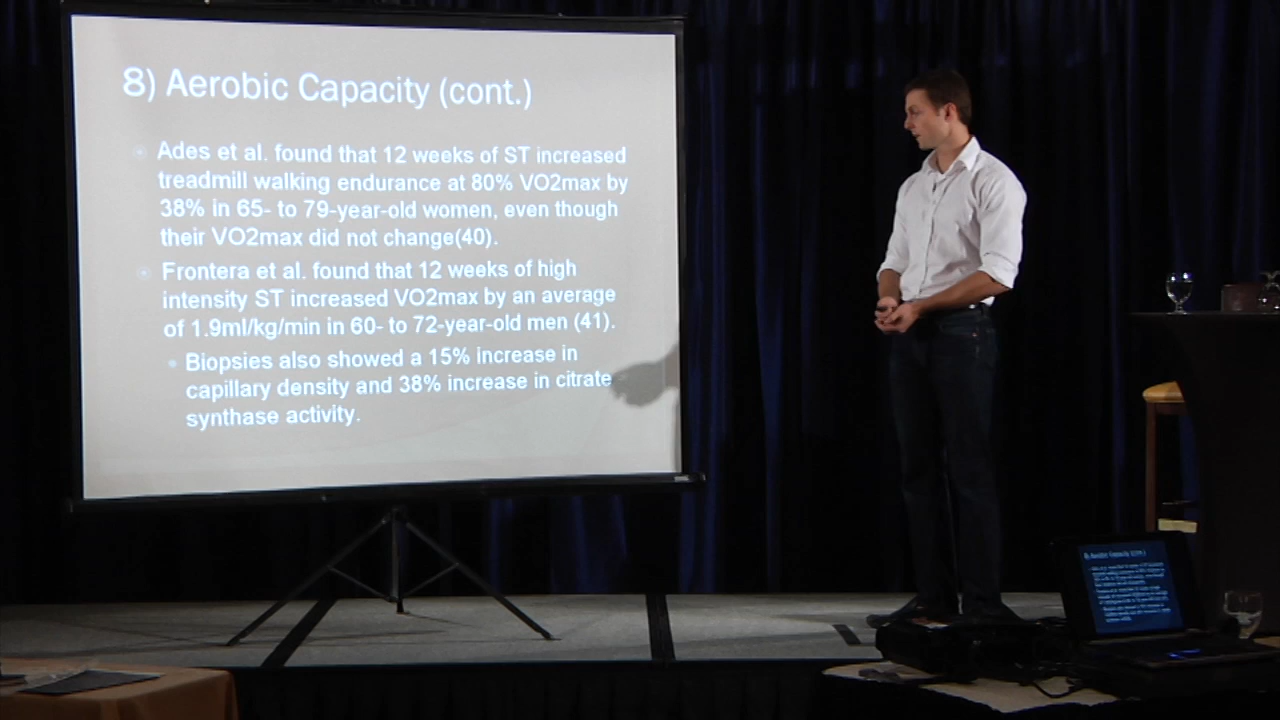 8) Aerobic Capacity (cont.)
Ades et al. found that 12 weeks of ST increased
treadmill walking endurance at 80% VO2max by
38% in 65- to 79-year-old women, even though
their VO2max did not change(40).
Frontera et al. found that 12 weeks of high
intensity ST increased VO2max by an average
of 1.9ml/kg/min in 60- to 72-year-old men (41).
Biopsies also showed a 15% increase in
capillary density and 38% increase in citrate
synthase activity.
8) Aerobic Capacity (cont.)